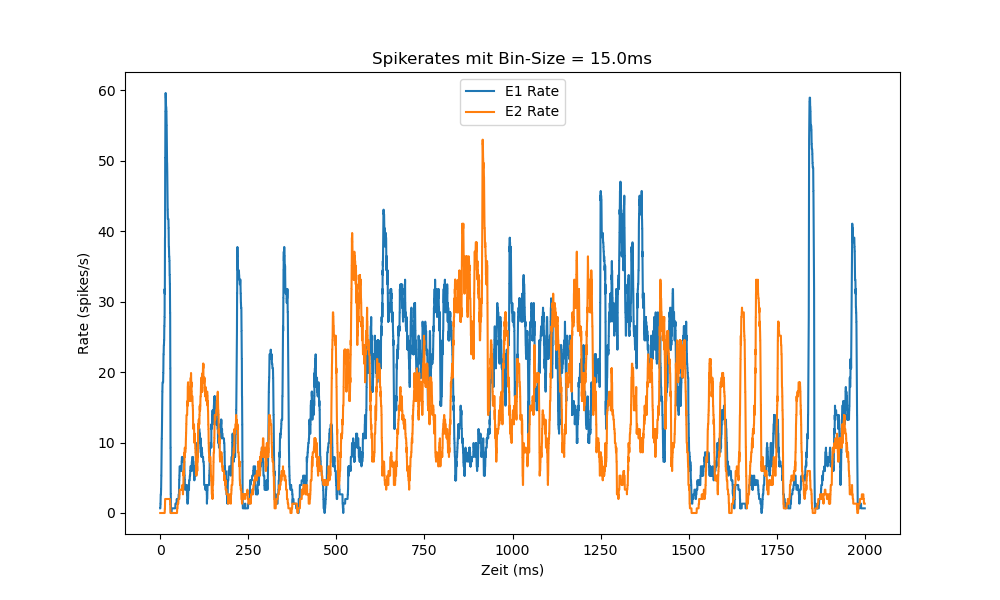 Spikerates mit Bin-Size = 15.0ms
E1 Rate
E2 Rate
Rate (spikes/s)
60
50
40
30
20
10
0
0 250 500 750 1000 1250 1500 1750 2000
Zeit (ms)